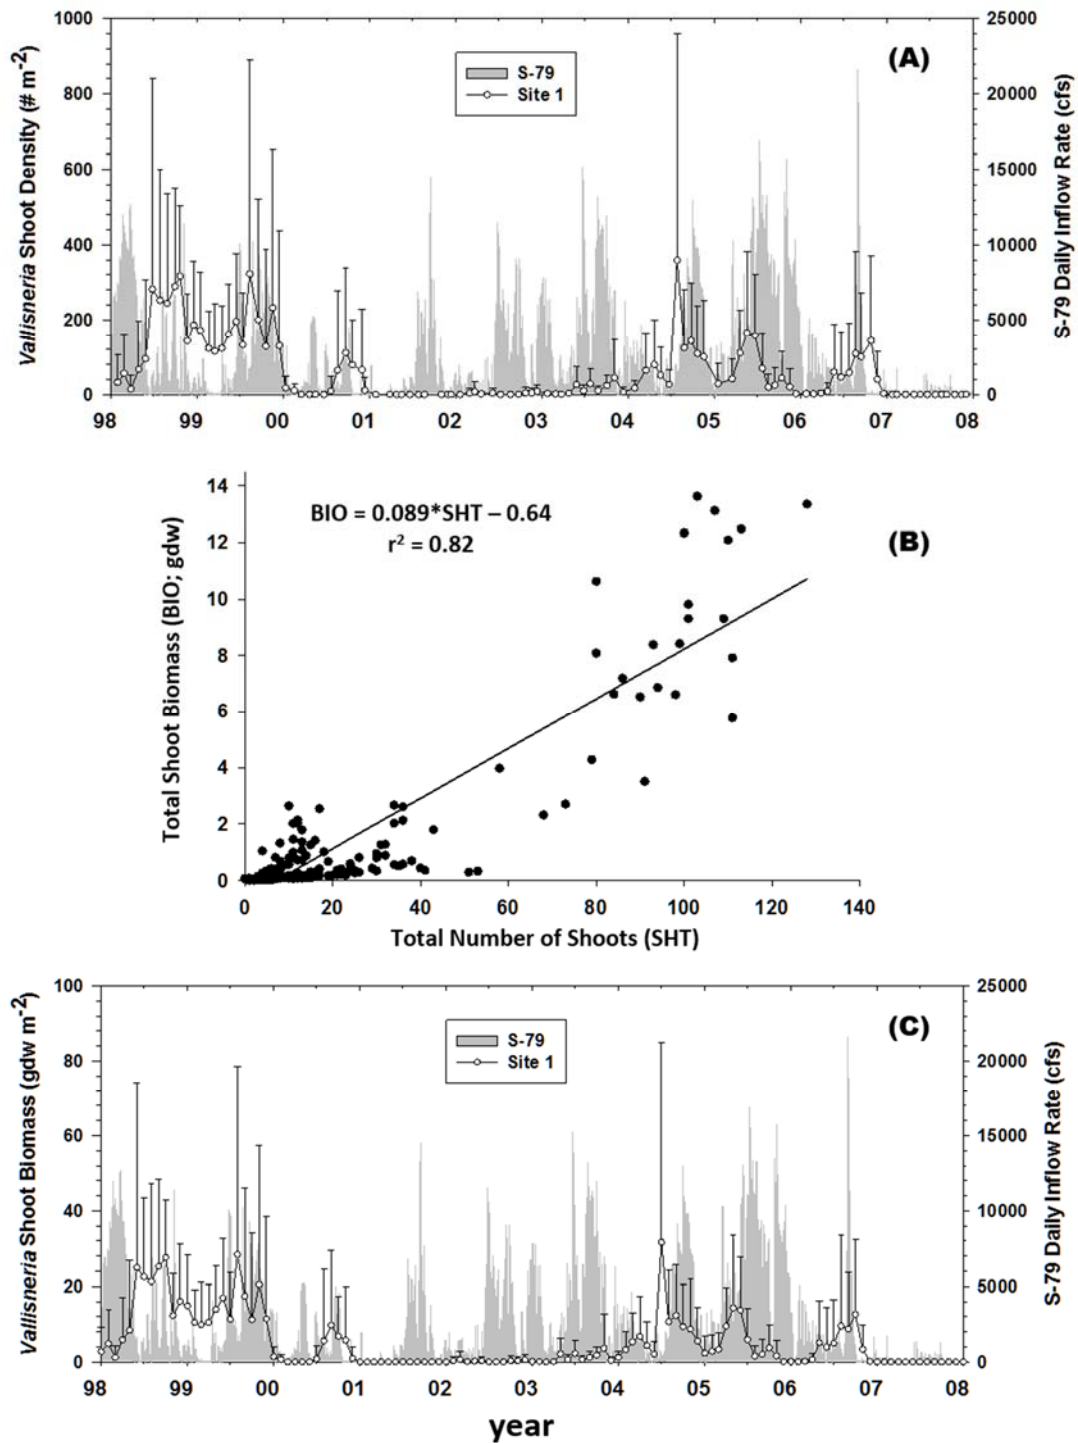 (A)
S-79
Site 1
Vallisneria Shoot Density (# m-2)
1000
800
600
400
200
0
S-79 Daily Inflow Rate (cfs)
25000
20000
15000
10000
5000
0
98 99 00 01 02 03 04 05 06 07 08
(B)
BIO = 0.089*SHT – 0.64
r2 = 0.82
Total Shoot Biomass (BIO; gdw)
14
12
10
8
6
4
2
0
0 20 40 60 80 100 120 140
Total Number of Shoots (SHT)
(C)
S-79
Site 1
Vallisneria Shoot Biomass (gdw m-2)
100
80
60
40
20
0
S-79 Daily Inflow Rate (cfs)
25000
20000
15000
10000
5000
0
98 99 00 01 02 03 04 05 06 07 08
year